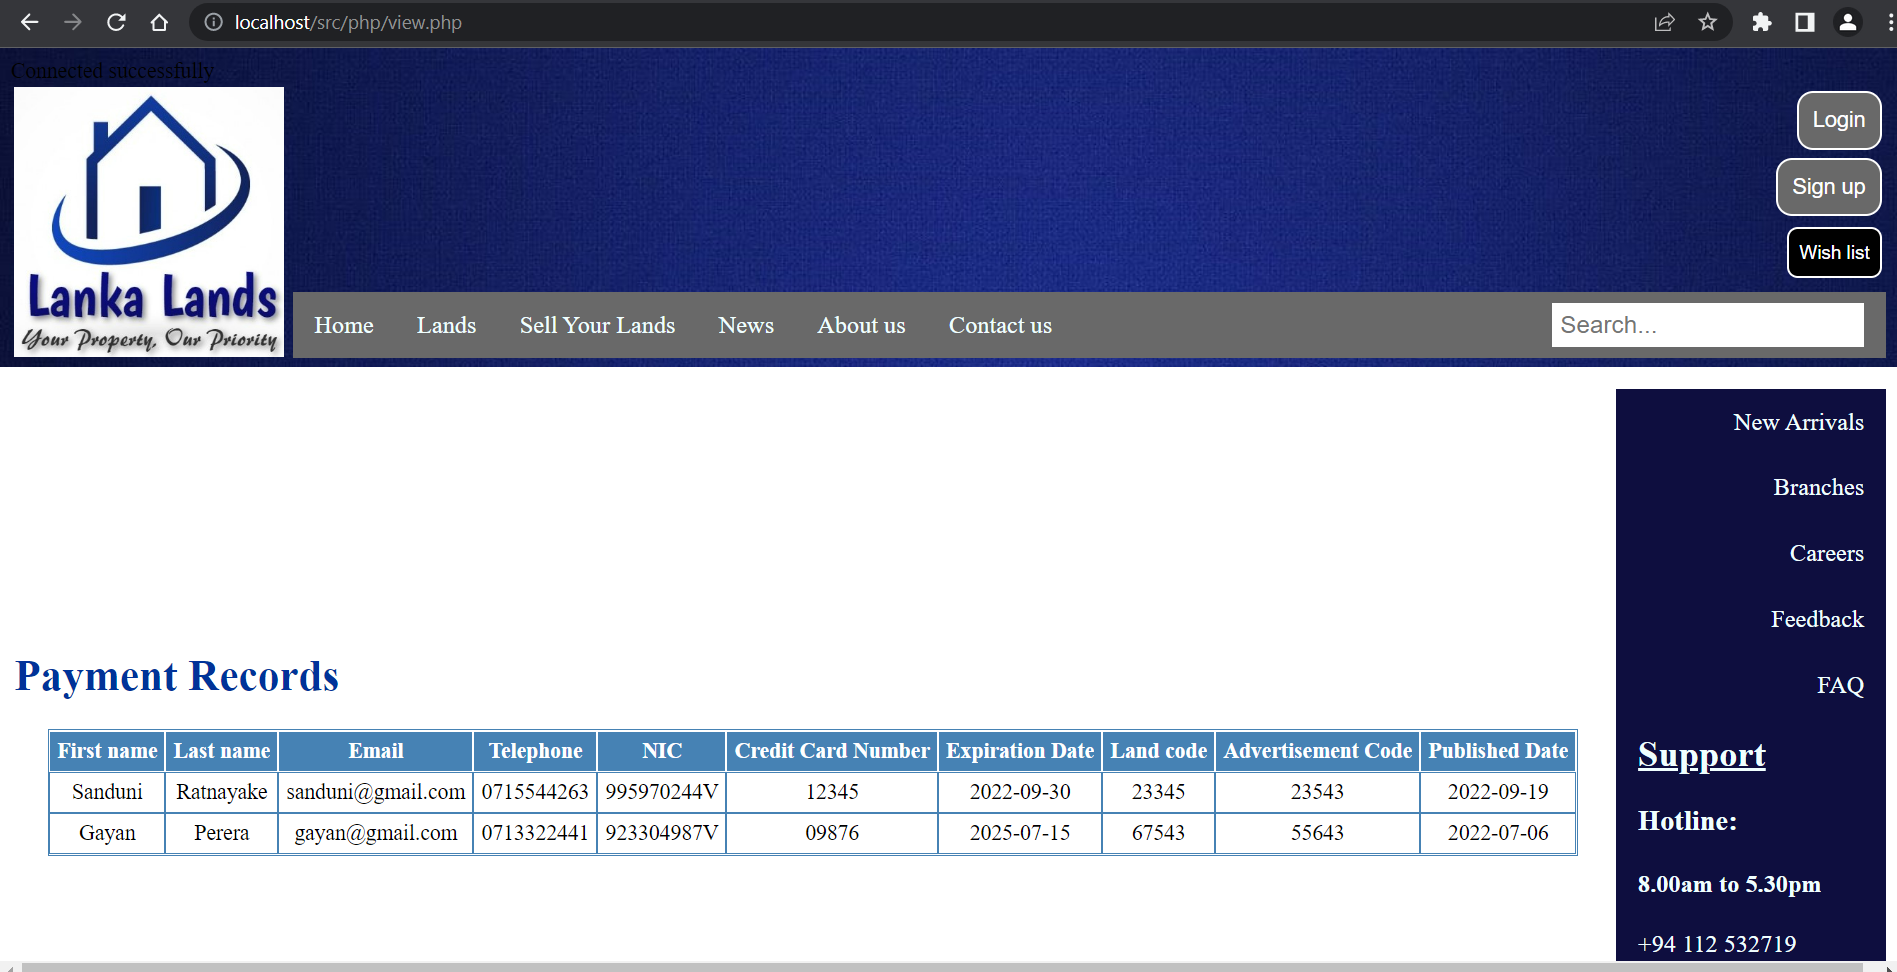 localhost/src/php/view.php
Connected successfully
Login
Sign up
Wish list
Lanka Lands
Your Property, Our Priority
Home Lands Sell Your Lands News About us Contact us Search...
New Arrivals
Branches
Careers
Feedback
FAQ
Payment Records
First name Last name Email Telephone NIC Credit Card Number Expiration Date Land code Advertisement Code Published Date
Sanduni Ratnayake sanduni@gmail.com 0715544263 995970244V 12345 2022-09-30 23345 23543 2022-09-19
Gayan Perera gayan@gmail.com 0713322441 923304987V 09876 2025-07-15 67543 55643 2022-07-06
Support
Hotline:
8.00am to 5.30pm
+94 112 532719